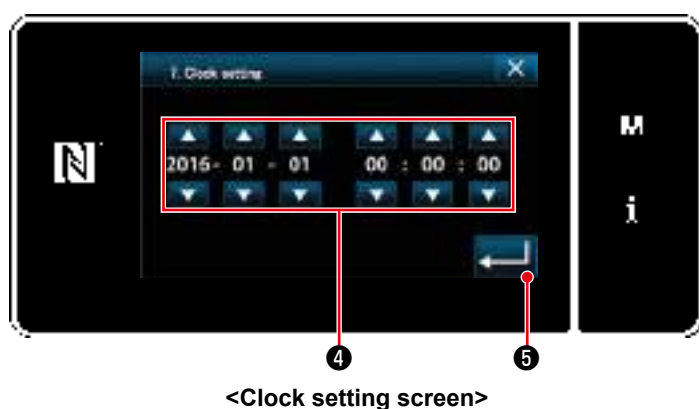 7. Clock setting
M
2016- 01 - 01 00 : 00 : 00
N
i
4 5
<Clock setting screen>